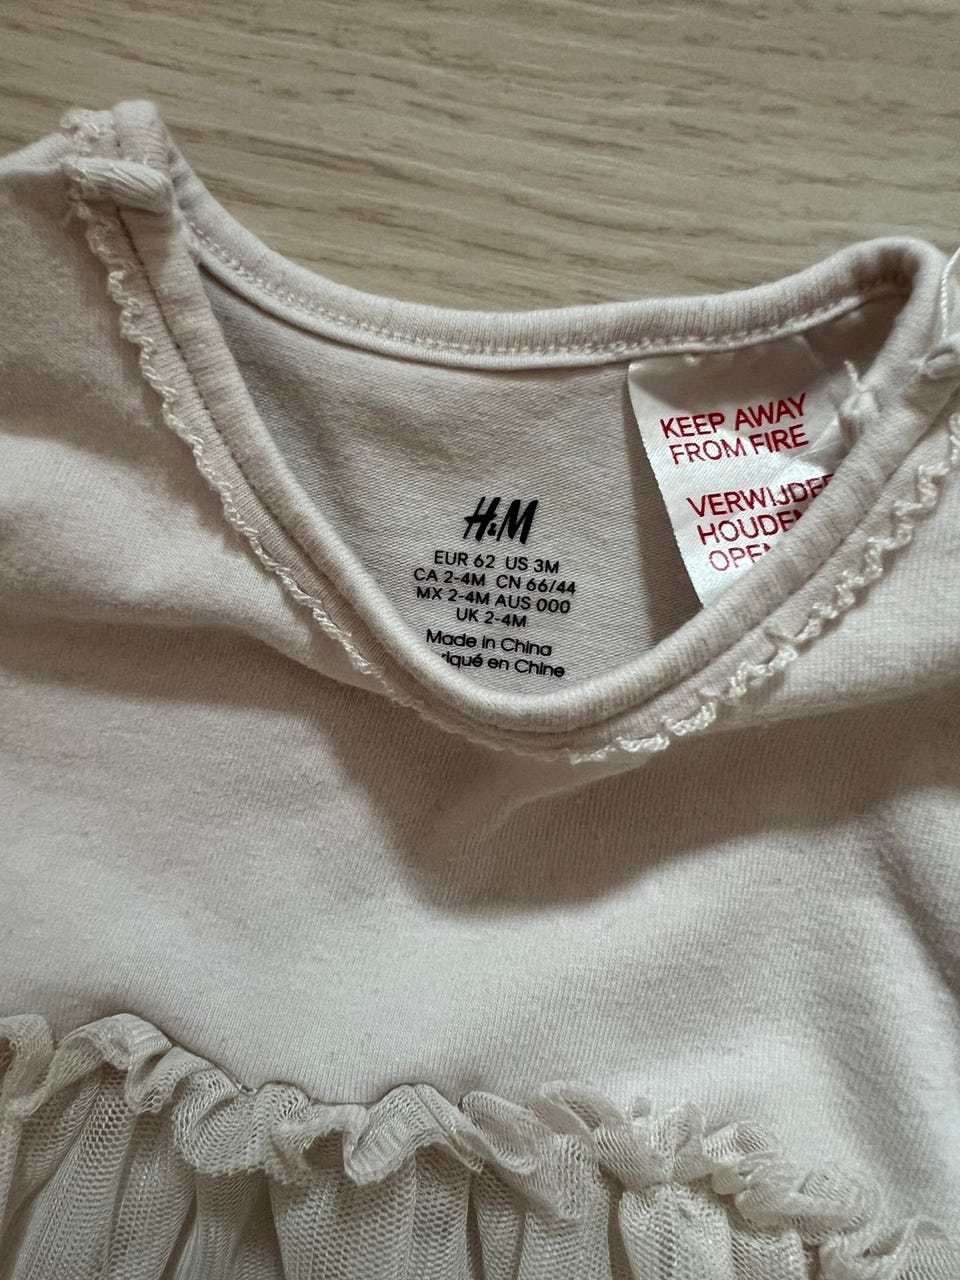 H&M
EUR 62 US 3M
CA 2-4M CN 66/44
MX 2-4M AUS 000
UK 2-4M
Made in China
en Chine
KEEP AWAY
FROM FIRE